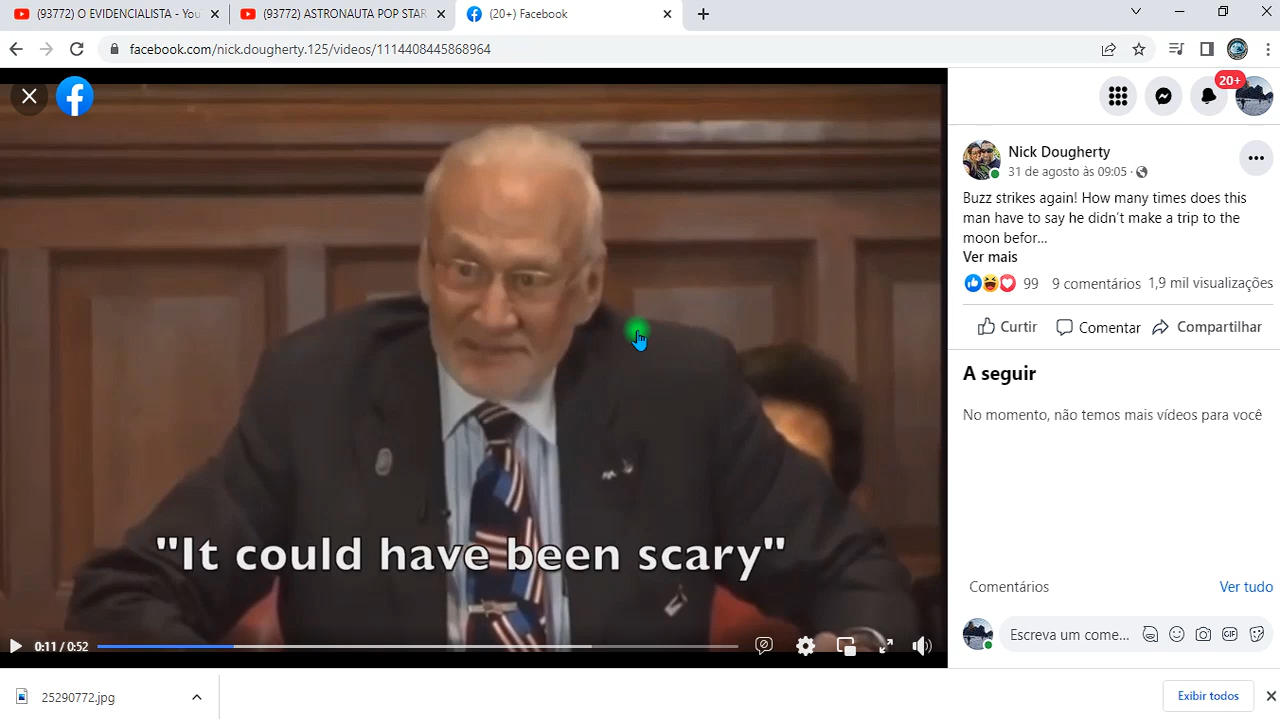 (93772) O EVIDENCIALISTA - You
(93772) ASTRONAUTA POP STAR
(20+) Facebook
facebook.com/nick.dougherty.125/videos/1114408445868964
20+
Nick Dougherty
31 de agosto às 09:05 ·
Buzz strikes again! How many times does this
man have to say he didn't make a trip to the
moon befor...
Ver mais
99 9 comentários 1,9 mil visualizações
Curtir Comentar Compartilhar
A seguir
No momento, não temos mais vídeos para você
"It could have been scary"
Comentários Ver tudo
Escreva um come... GIF
0:11 / 0:52
25290772.jpg
Exibir todos